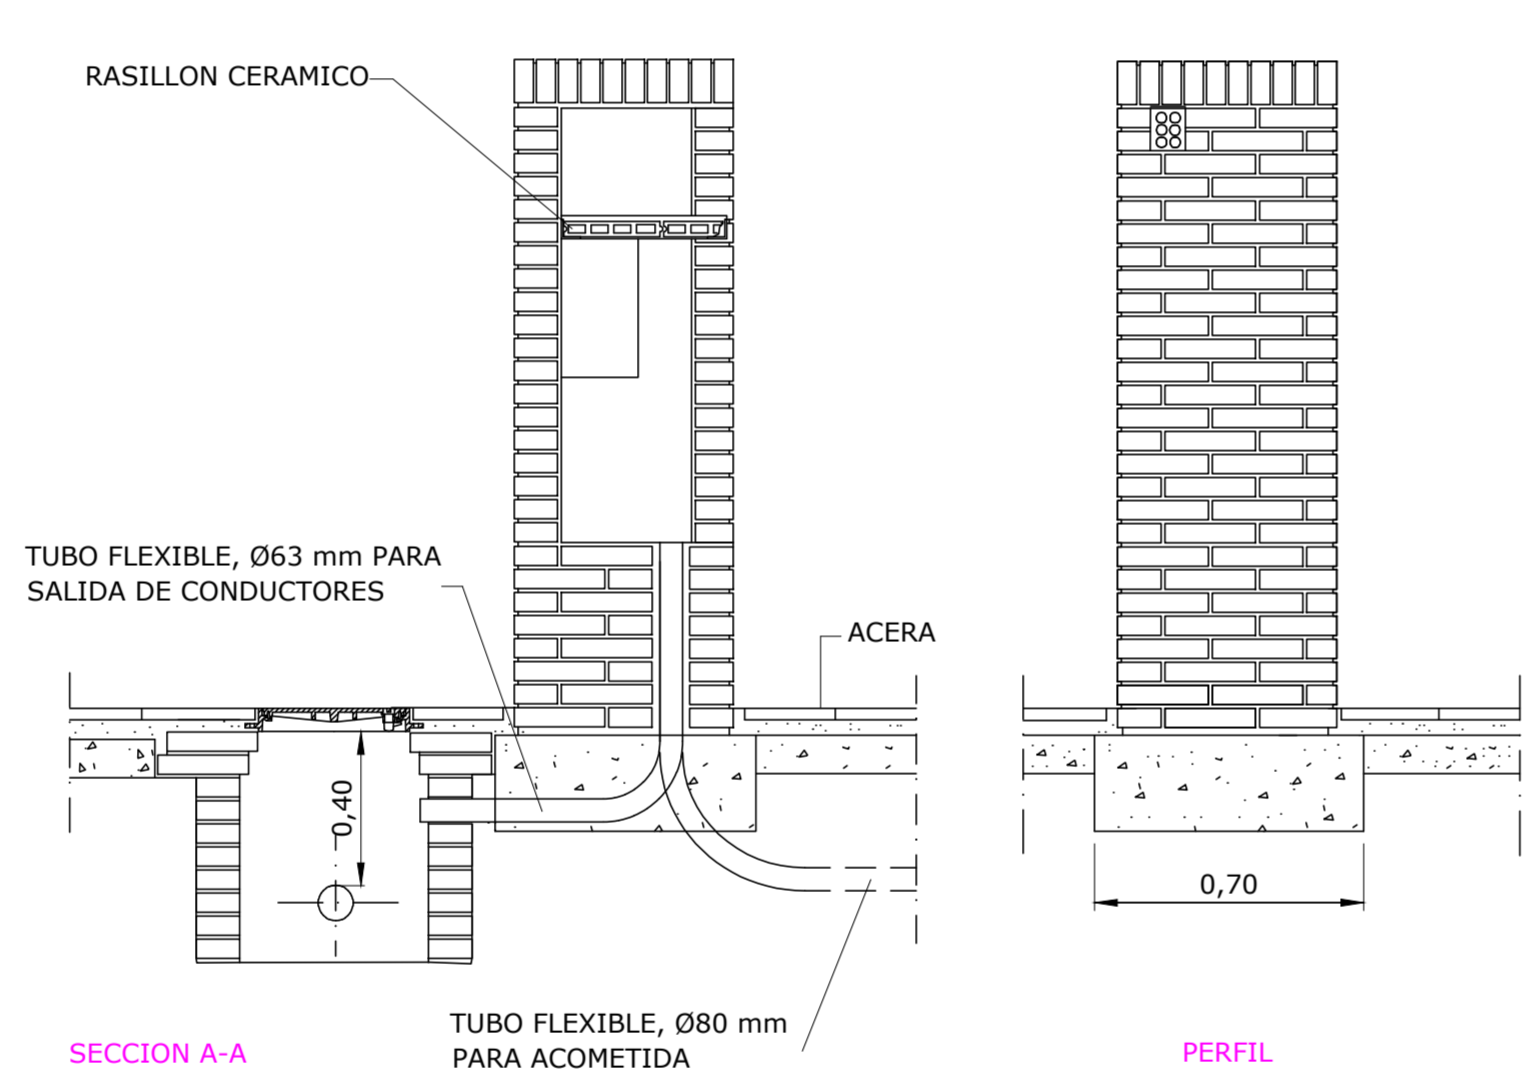 RASILLON CERAMICO
TUBO FLEXIBLE, Ø63 mm PARA
SALIDA DE CONDUCTORES
ACERA
0,40
0,70
TUBO FLEXIBLE, Ø80 mm
PARA ACOMETIDA
SECCION A-A
PERFIL